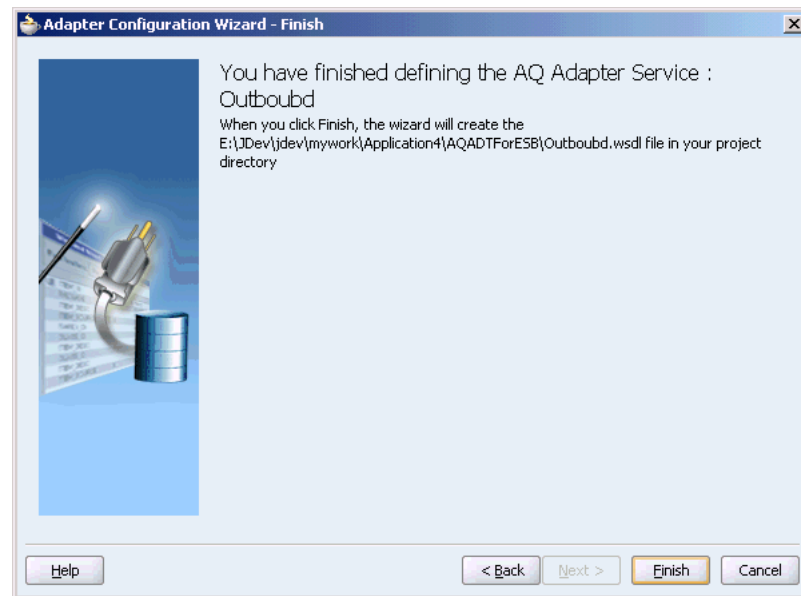 Adapter Configuration Wizard - Finish
You have finished defining the AQ Adapter Service :
Outboubd
When you click Finish, the wizard will create the
E:\JDev\jdev\mywork\Application4\AQADTForESB\Outboubd.wsdl file in your project
directory
Help
< Back
Next >
Finish
Cancel